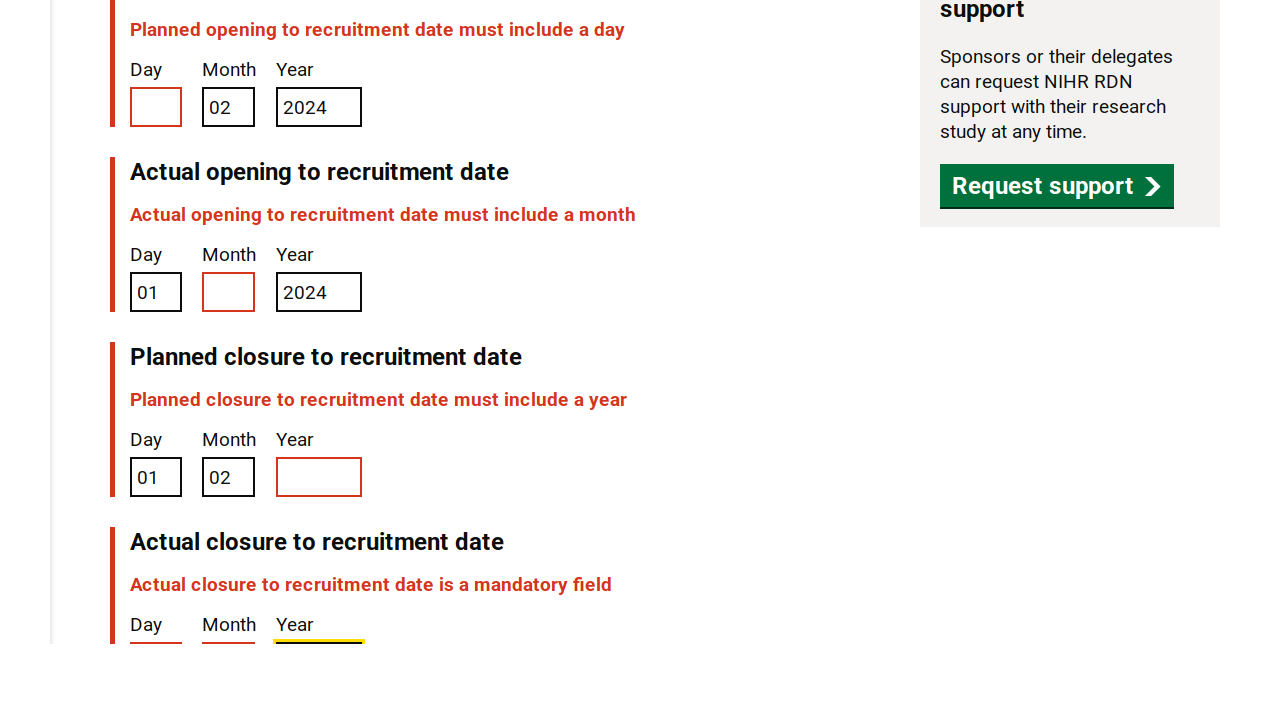 Planned opening to recruitment date must include a day
Day Month Year
02 2024
Actual opening to recruitment date
Actual opening to recruitment date must include a month
Day Month Year
01 2024
Planned closure to recruitment date
Planned closure to recruitment date must include a year
Day Month Year
01 02
Actual closure to recruitment date
Actual closure to recruitment date is a mandatory field
Day Month Year
support
Sponsors or their delegates
can request NIHR RDN
support with their research
study at any time.
Request support